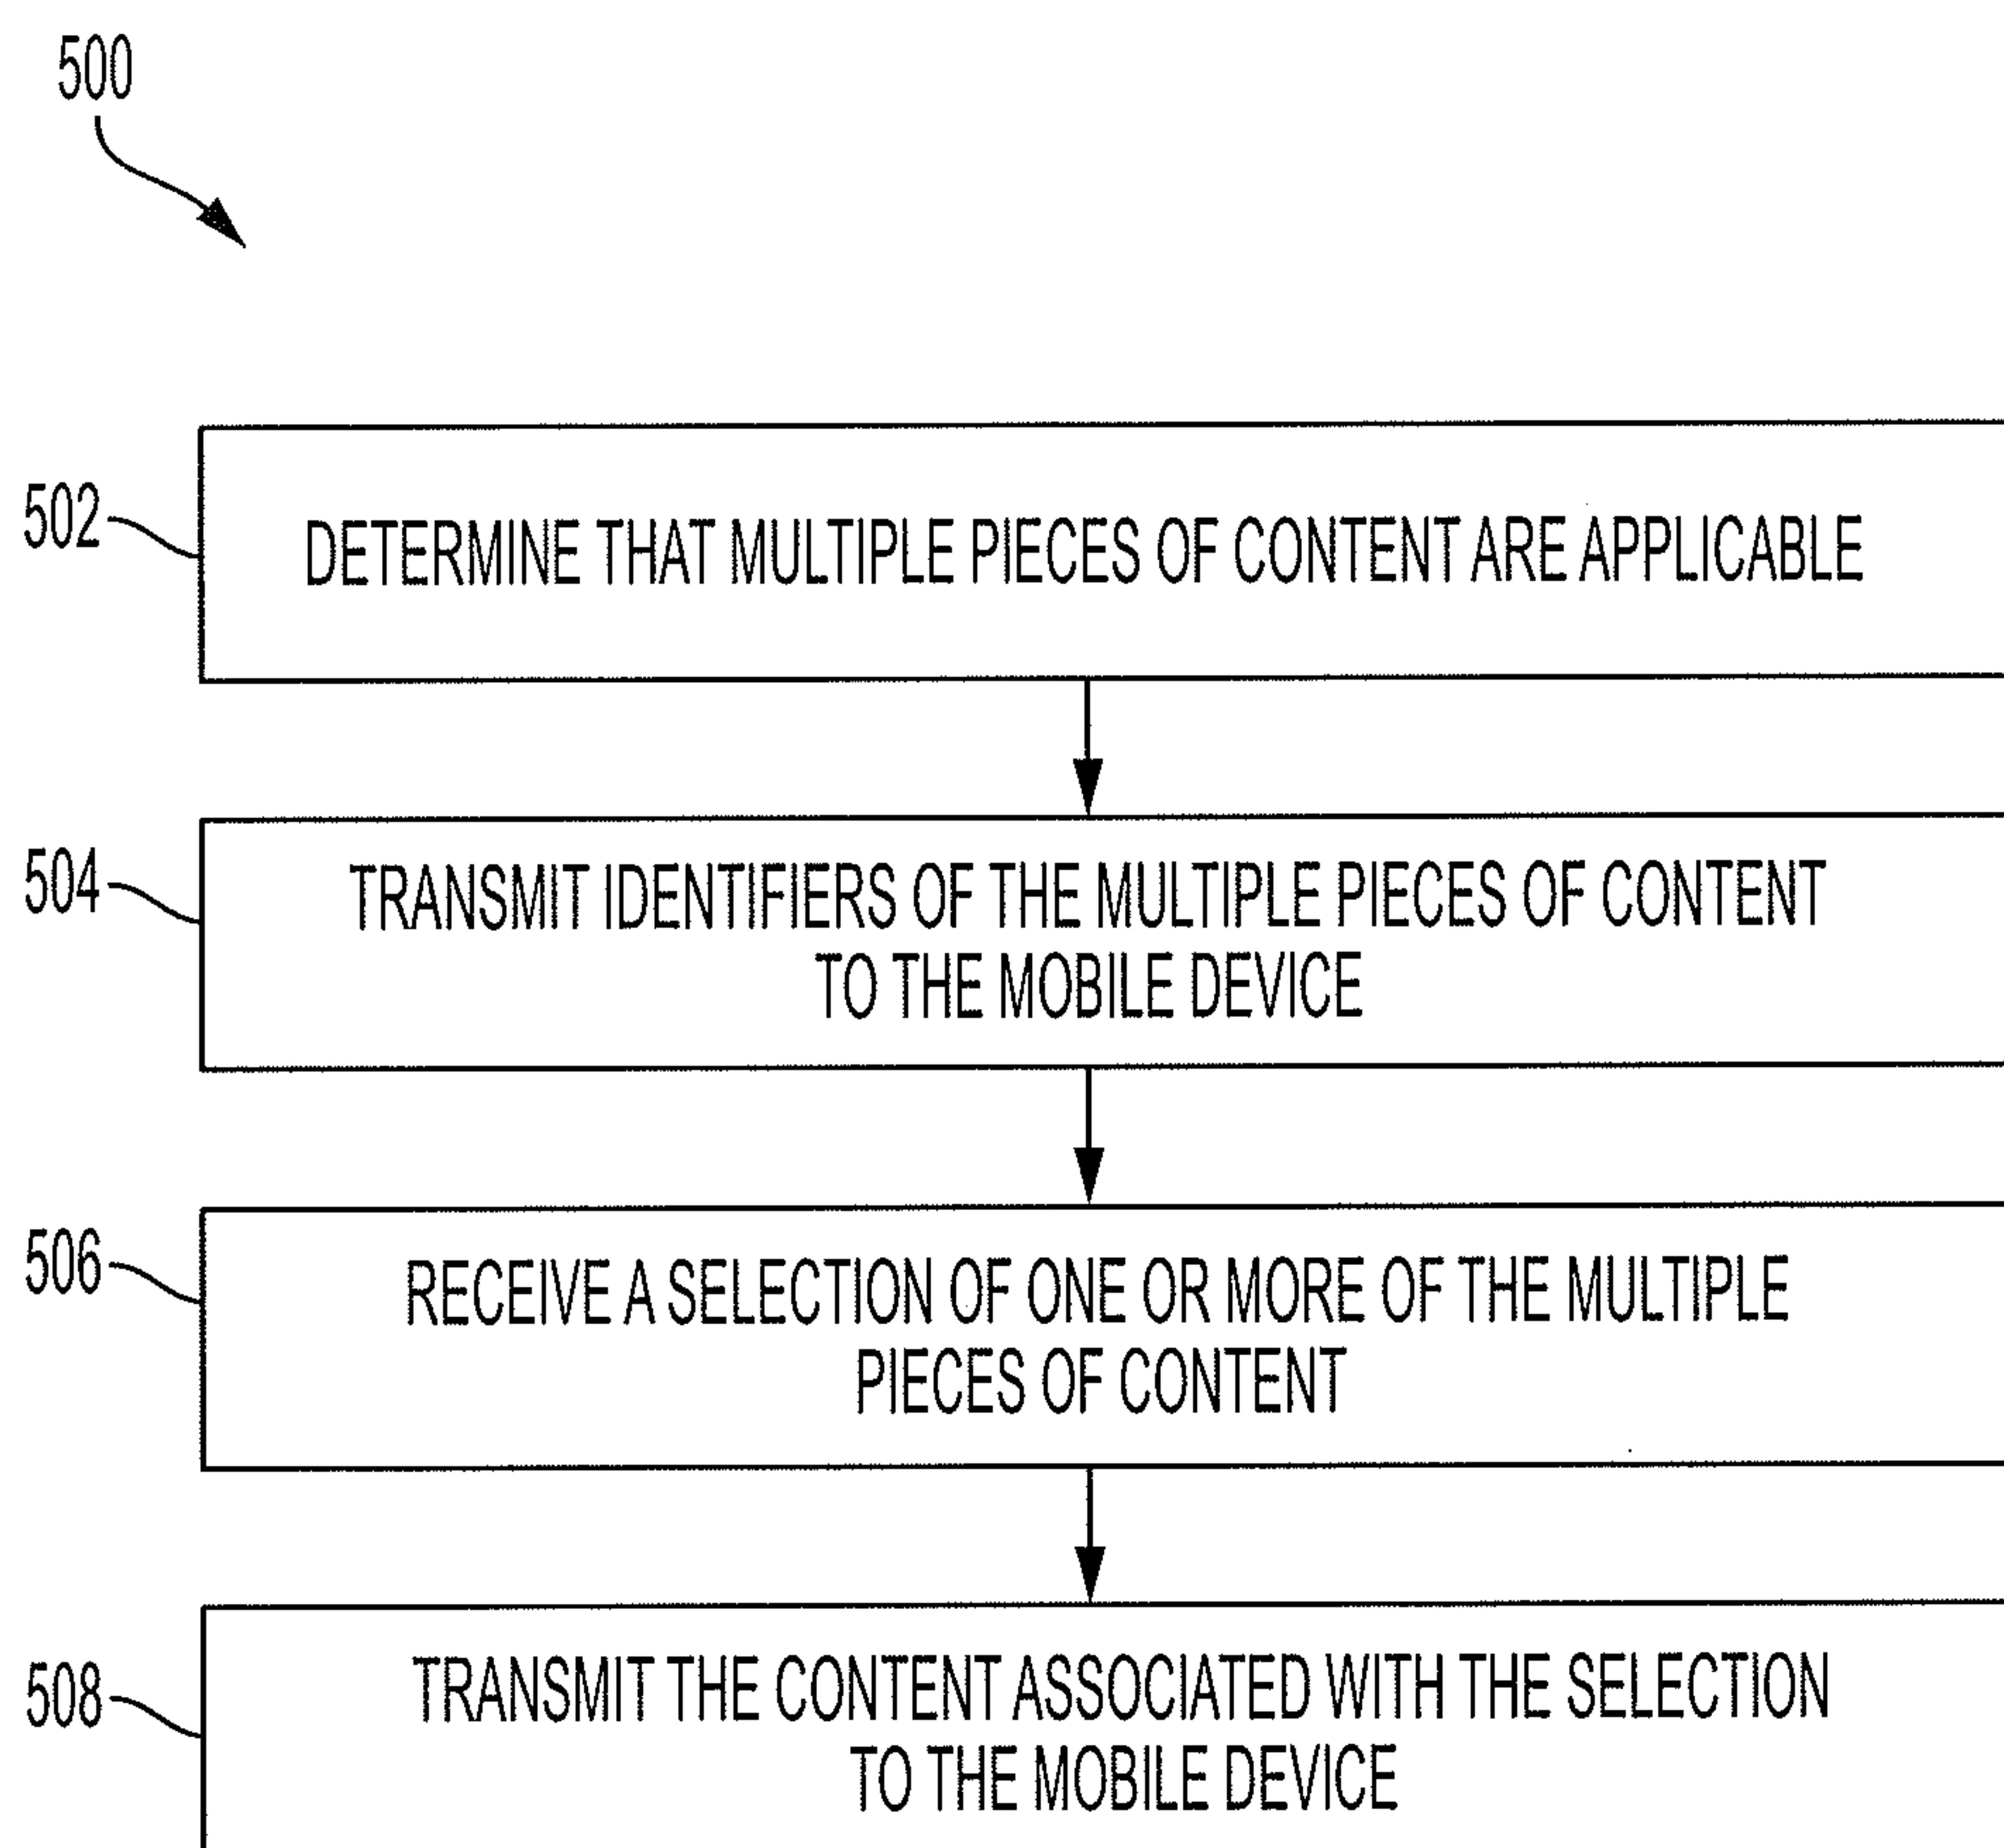 500
502
DETERMINE THAT MULTIPLE PIECES OF CONTENT ARE APPLICABLE
504
TRANSMIT IDENTIFIERS OF THE MULTIPLE PIECES OF CONTENT
TO THE MOBILE DEVICE
506
RECEIVE A SELECTION OF ONE OR MORE OF THE MULTIPLE
PIECES OF CONTENT
508
TRANSMIT THE CONTENT ASSOCIATED WITH THE SELECTION
TO THE MOBILE DEVICE